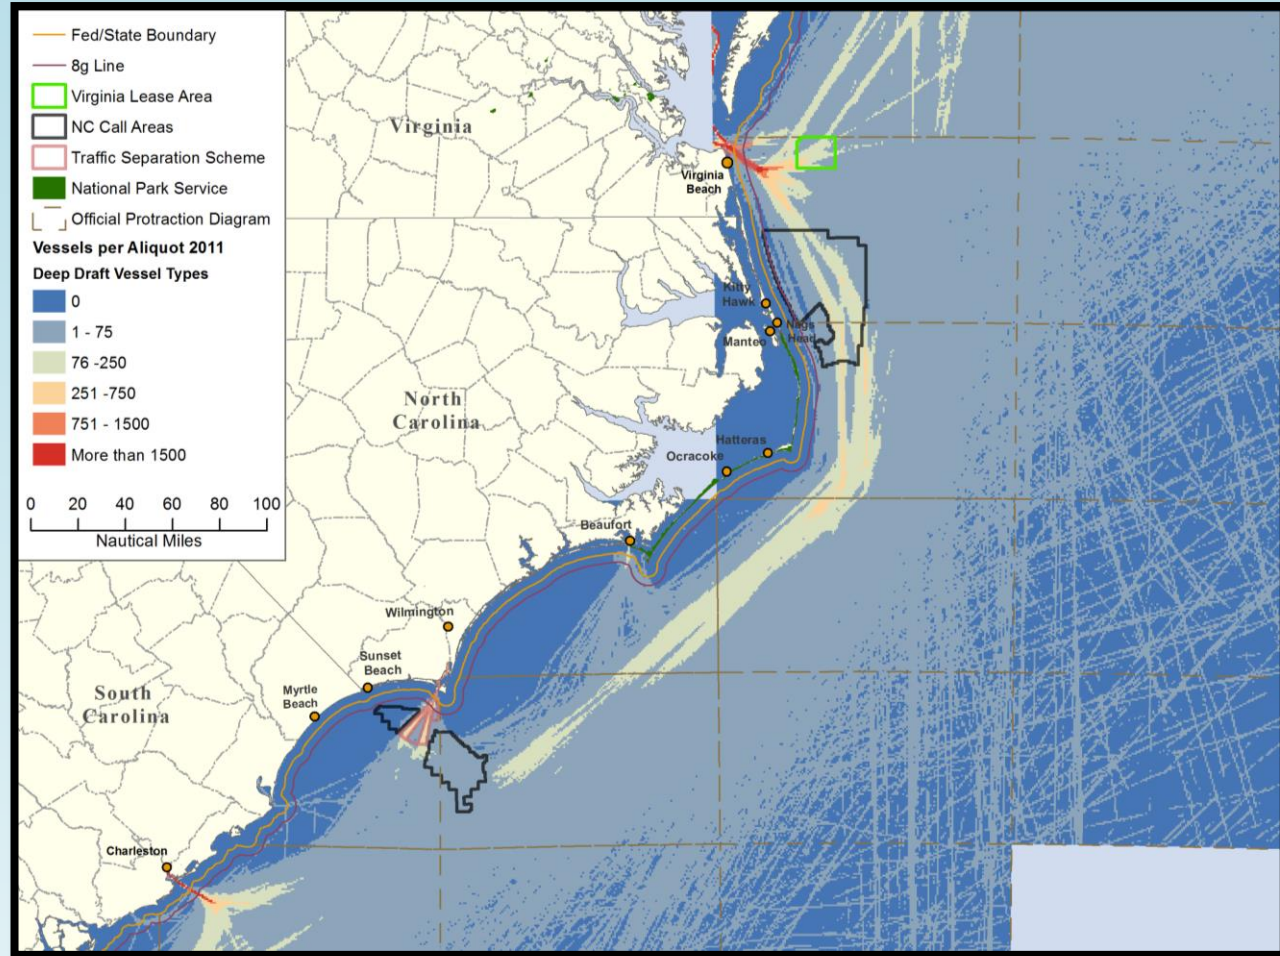 Fed/State Boundary
8g Line
Virginia Lease Area
NC Call Areas
Traffic Separation Scheme
National Park Service
Official Protraction Diagram
Vessels per Aliquot 2011
Deep Draft Vessel Types
0
1 - 75
76 -250
251 -750
751 - 1500
More than 1500
0 20 40 60 80 100
Nautical Miles
Virginia
Virginia
Beach
Kitty
Hawk
Nags
Head
Manteo
North
Carolina
Hatteras
Ocracoke
Beaufort
Wilmington
Sunset
Beach
Myrtle
Beach
South
Carolina
Charleston